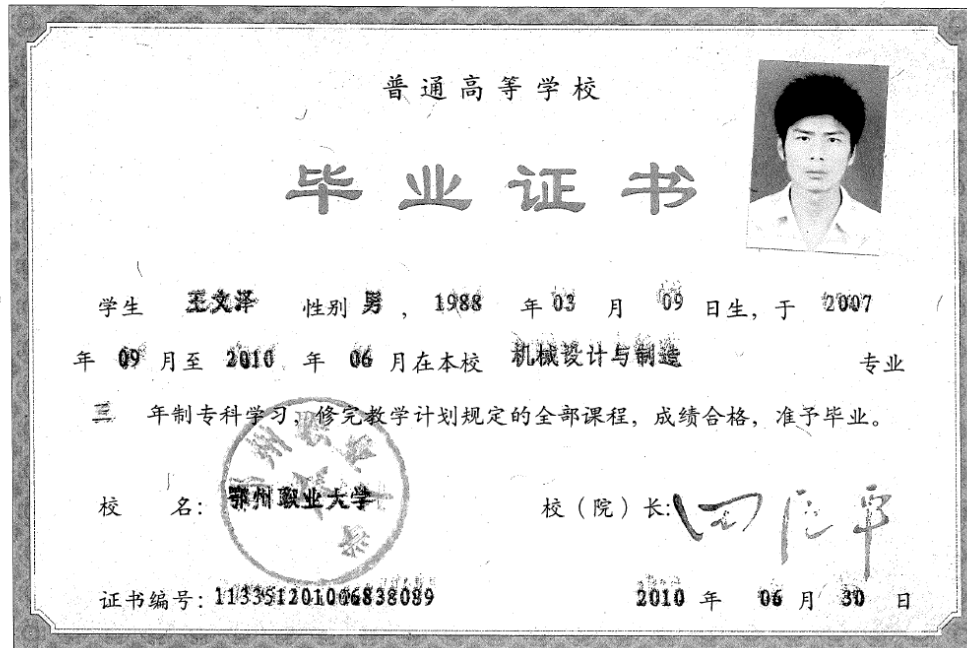 普通高等学校
毕业证书
学生 王文泽 性别 男 , 1988 年 03 月 09 日生, 于 2007
年 09 月至 2010 年 06 月在本校 机械设计与制造 专业
三 年制专科学习, 修完教学计划规定的全部课程, 成绩合格, 准予毕业。
校 名: 鄂州职业大学 校(院)长:
证书编号: 113351201006838089 2010 年 06 月 30 日